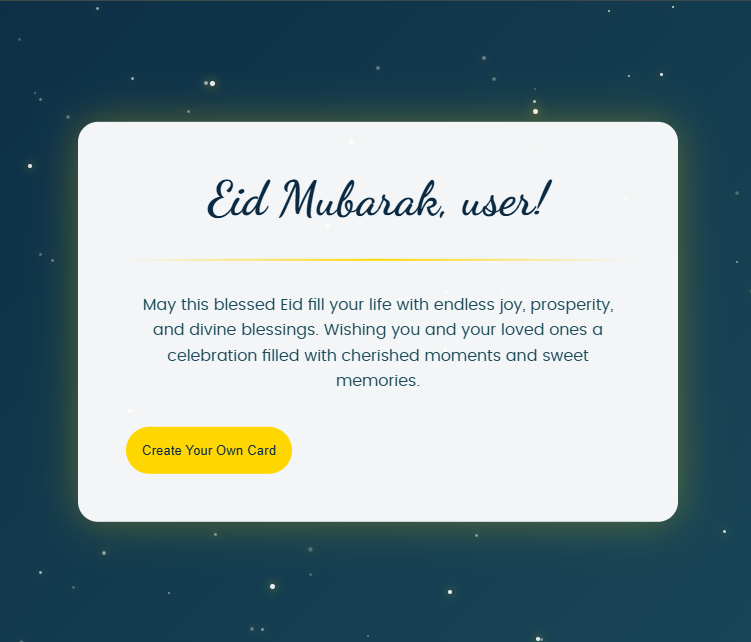 Eid Mubarak, user!
May this blessed Eid fill your life with endless joy, prosperity,
and divine blessings. Wishing you and your loved ones a
celebration filled with cherished moments and sweet
memories.
Create Your Own Card